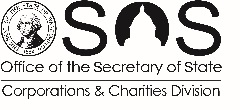 SOS
Office of the Secretary of State
Corporations & Charities Division